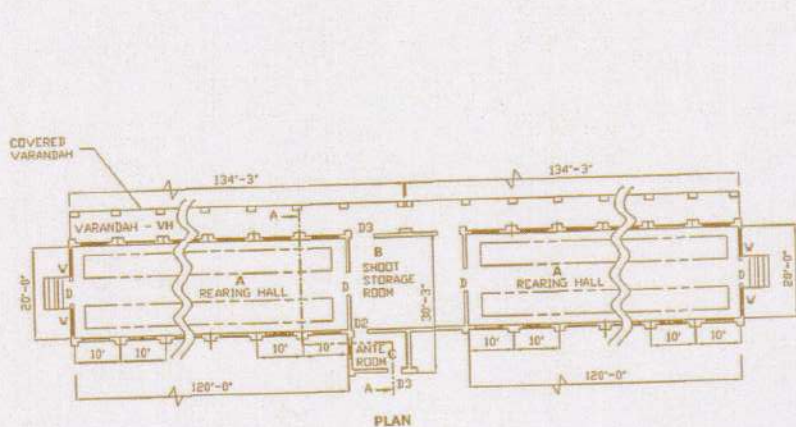 COVERED
VARANDAH
134'-3"
134'-3"
A
VARANDAH - VH
D3
B
SHOOT
STORAGE
ROOM
W
W
A
REARING HALL
A
REARING HALL
20'-0"
D
D
D
D
20'-0"
30'-3"
W
W
D2
10'
10'
10'
10'
ANTE
ROOM
C
10'
10'
10'
10'
A
D3
120'-0"
120'-0"
PLAN